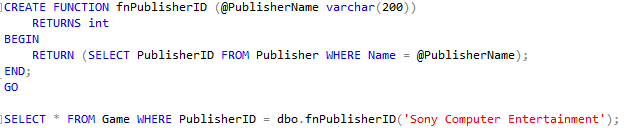 CREATE FUNCTION fnPublisherID (@PublisherName varchar(200))
    RETURNS int
BEGIN
    RETURN (SELECT PublisherID FROM Publisher WHERE Name = @PublisherName);
END;
GO

SELECT * FROM Game WHERE PublisherID = dbo.fnPublisherID('Sony Computer Entertainment');